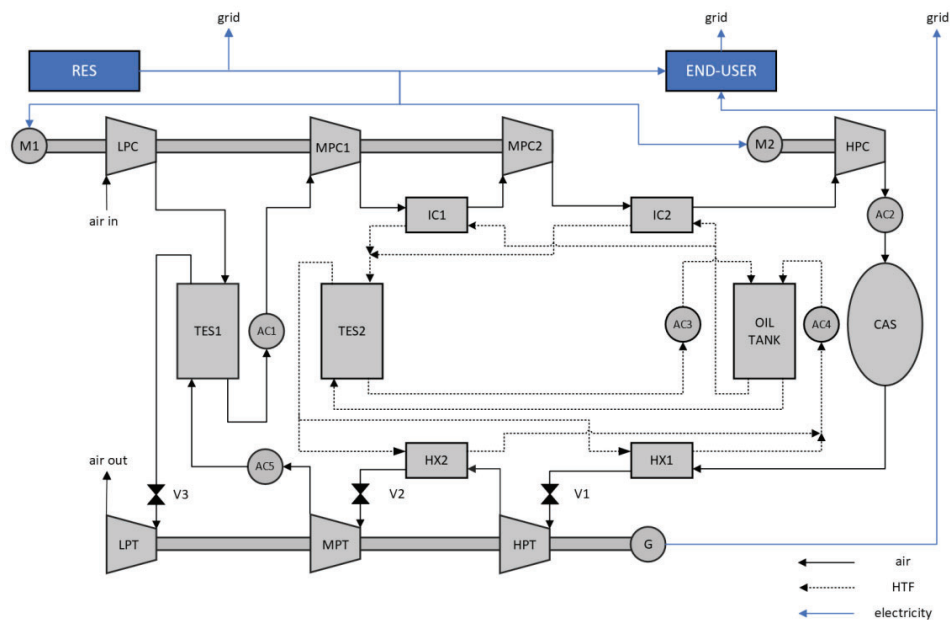 grid
grid
grid
RES
END-USER
M1
LPC
MPC1
MPC2
M2
HPC
air in
IC1
IC2
AC2
TES1
AC1
TES2
AC3
OIL
TANK
AC4
CAS
air out
AC5
HX2
HX1
V3
V2
V1
LPT
MPT
HPT
G
air
HTF
electricity